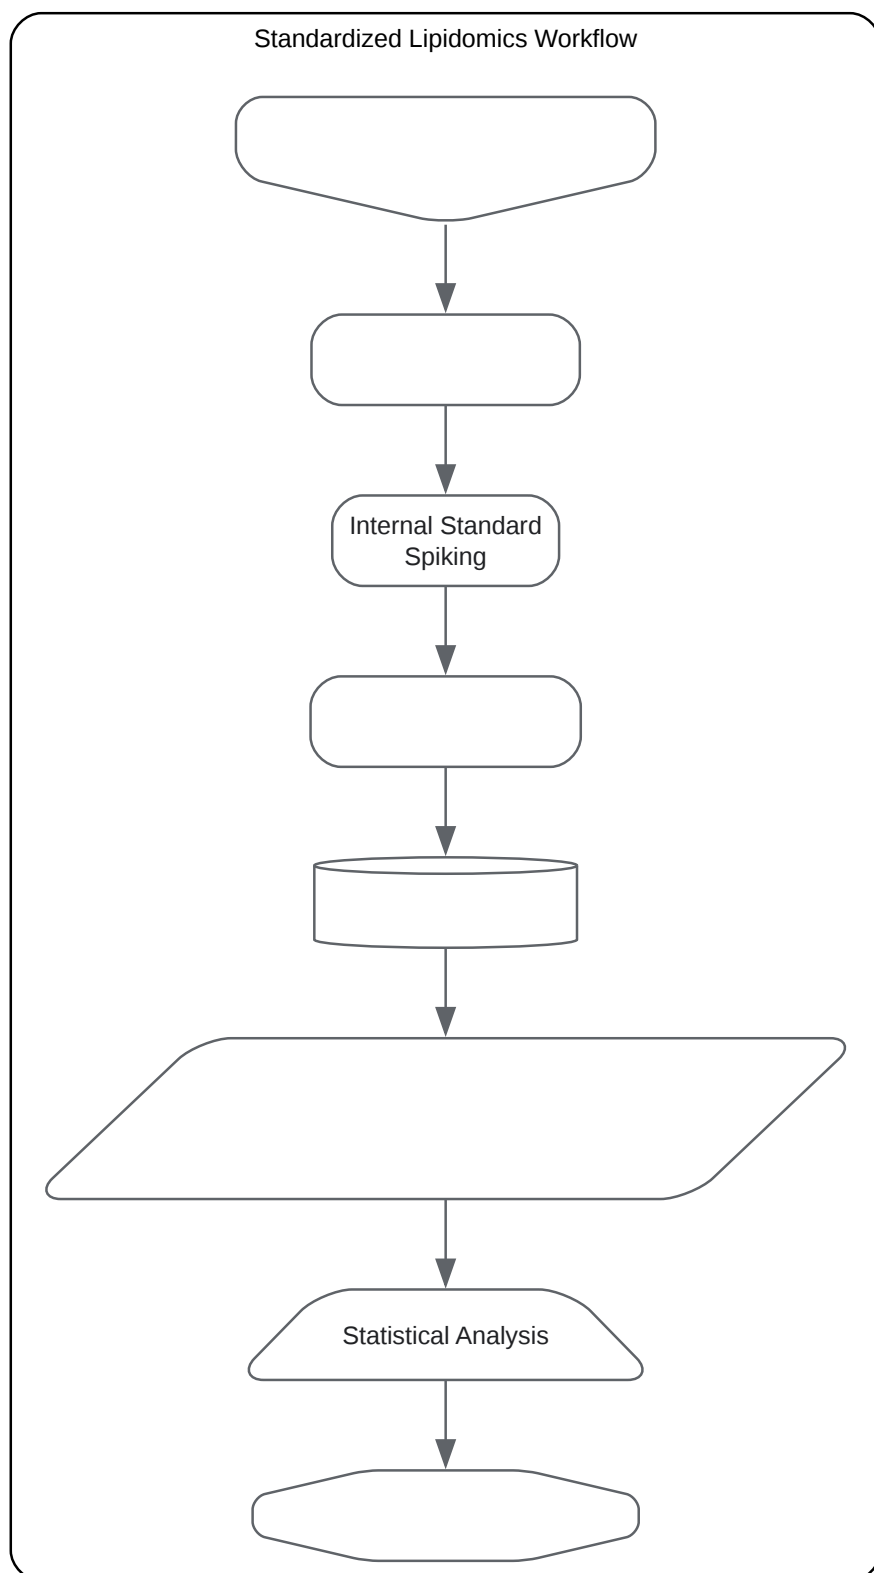 Standardized Lipidomics Workflow
Internal Standard
Spiking
Statistical Analysis